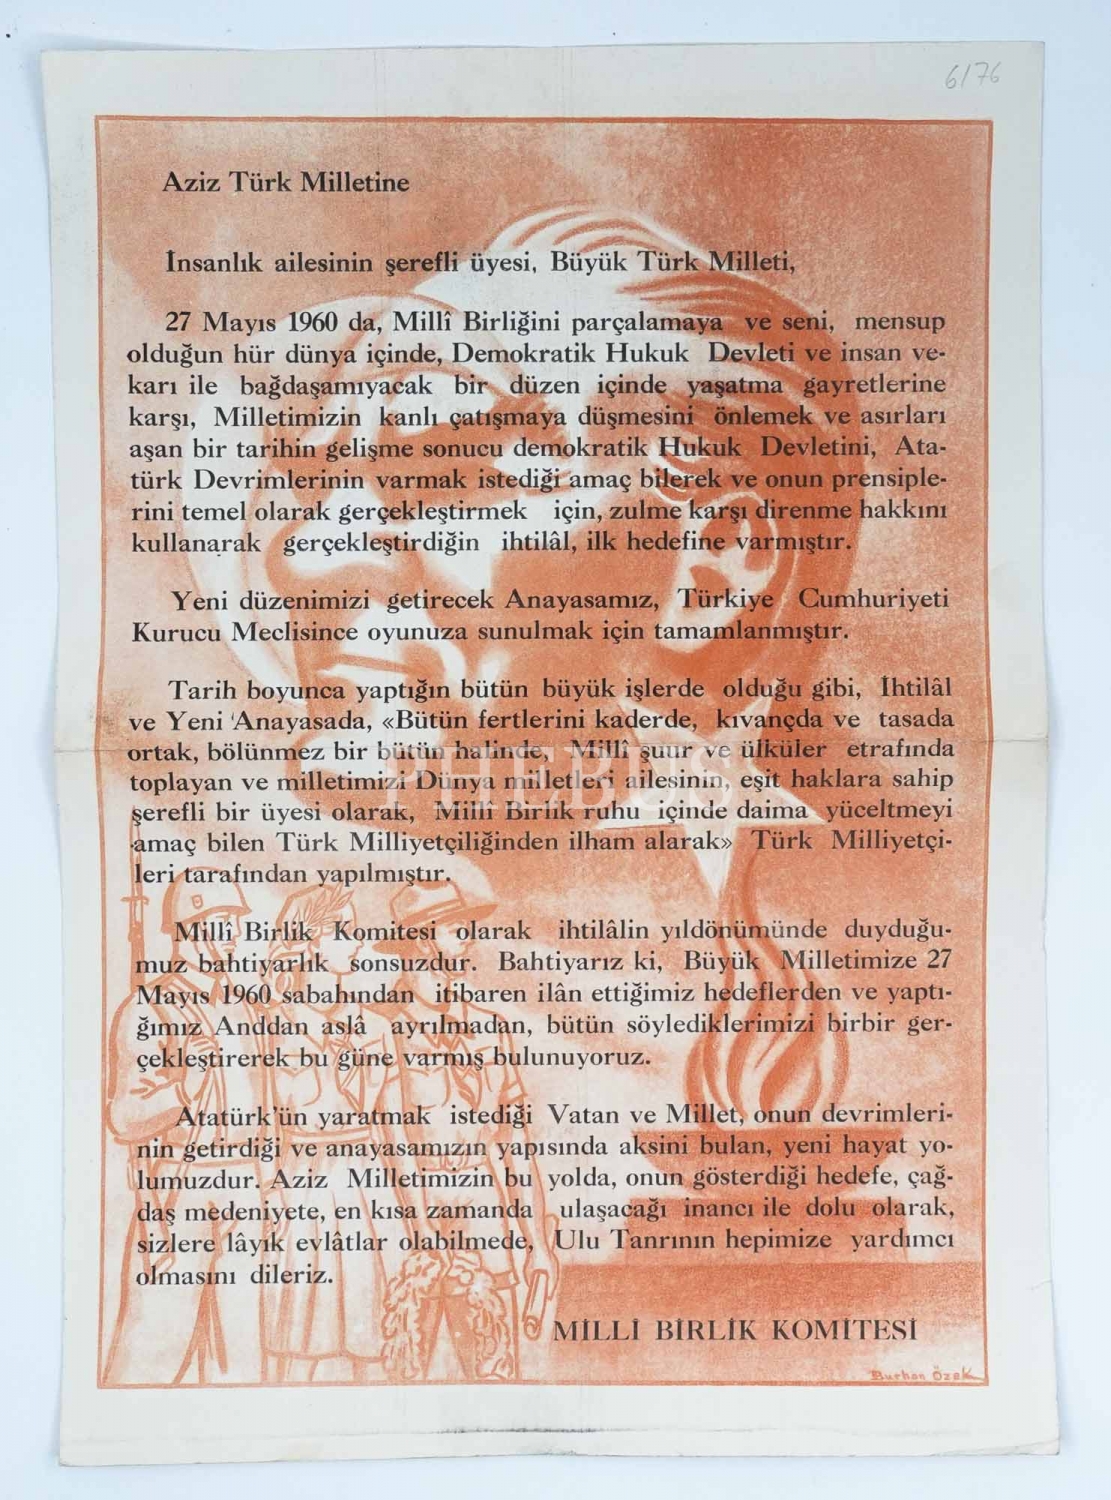 6/76
Aziz Türk Milletine
İnsanlık ailesinin şerefli üyesi, Büyük Türk Milleti,
27 Mayıs 1960 da, Millî Birliğini parçalamaya ve seni, mensup
olduğun hür dünya içinde, Demokratik Hukuk Devleti ve insan ve-
karı ile bağdaşamıyacak bir düzen içinde yaşatma gayretlerine
karşı, Milletimizin kanlı çatışmaya düşmesini önlemek ve asırları
aşan bir tarihin gelişme sonucu demokratik Hukuk Devletini, Ata-
türk Devrimlerinin varmak istediği amaç bilerek ve onun prensiple-
rini temel olarak gerçekleştirmek için, zulme karşı direnme hakkını
kullanarak gerçekleştirdiğin ihtilâl, ilk hedefine varmıştır.
Yeni düzenimizi getirecek Anayasamız, Türkiye Cumhuriyeti
Kurucu Meclisince oyunuza sunulmak için tamamlanmıştır.
Tarih boyunca yaptığın bütün büyük işlerde olduğu gibi, İhtilâl
ve Yeni Anayasada, «Bütün fertlerini kaderde, kıvançda ve tasada
ortak, bölünmez bir bütün halinde, Millî şuur ve ülküler etrafında
toplayan ve milletimizi Dünya milletleri ailesinin, eşit haklara sahip
şerefli bir üyesi olarak, Millî Birlik ruhu içinde daima yüceltmeyi
amaç bilen Türk Milliyetçiliğinden ilham alarak» Türk Milliyetçi-
leri tarafından yapılmıştır.
Millî Birlik Komitesi olarak ihtilâlin yıldönümünde duyduğu-
muz bahtiyarlık sonsuzdur. Bahtiyarız ki, Büyük Milletimize 27
Mayıs 1960 sabahından itibaren ilân ettiğimiz hedeflerden ve yaptı-
ğımız Anddan aslâ ayrılmadan, bütün söylediklerimizi birbir ger-
çekleştirerek bu güne varmış bulunuyoruz.
Atatürk'ün yaratmak istediği Vatan ve Millet, onun devrimleri-
nin getirdiği ve anayasamızın yapısında aksini bulan, yeni hayat yo-
lumuzdur. Aziz Milletimizin bu yolda, onun gösterdiği hedefe, çağ-
daş medeniyete, en kısa zamanda ulaşacağı inancı ile dolu olarak,
sizlere lâyık evlâtlar olabilmede, Ulu Tanrının hepimize yardımcı
olmasını dileriz.
MİLLÎ BİRLİK KOMİTESİ
Burhan Özek
PHEBUS